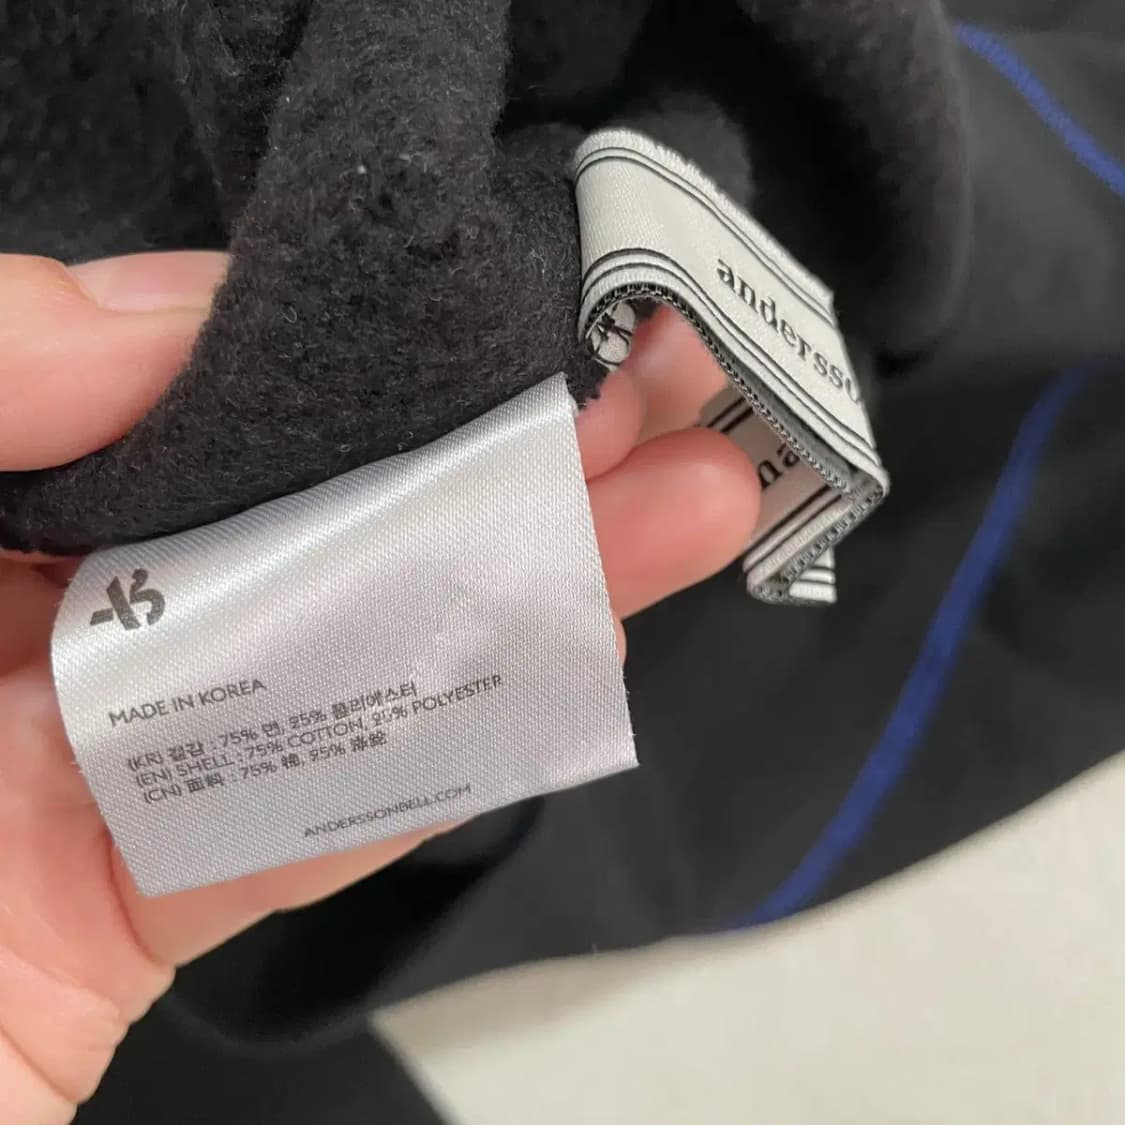 anderss
MADE IN KOREA
(KR) 겉감 : 75% 면, 25% 폴리에스터
(EN) SHELL : 75% COTTON, 25% POLYESTER
(CN) 面料 : 75% 棉, 25% 涤纶
ANDERSSONBELL.COM